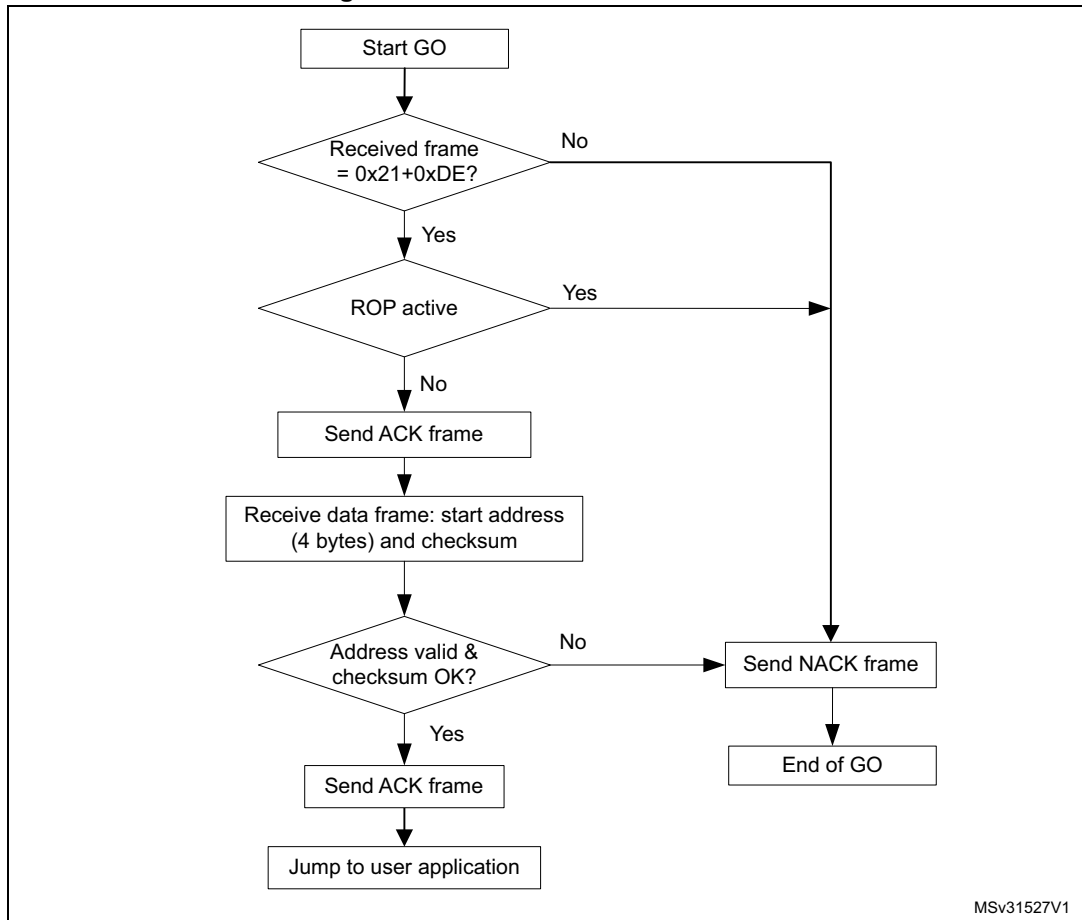 Start GO
Received frame
= 0x21+0xDE?
No
Yes
ROP active
Yes
No
Send ACK frame
Receive data frame: start address
(4 bytes) and checksum
Address valid &
checksum OK?
No
Send NACK frame
Yes
End of GO
Send ACK frame
Jump to user application
MSv31527V1